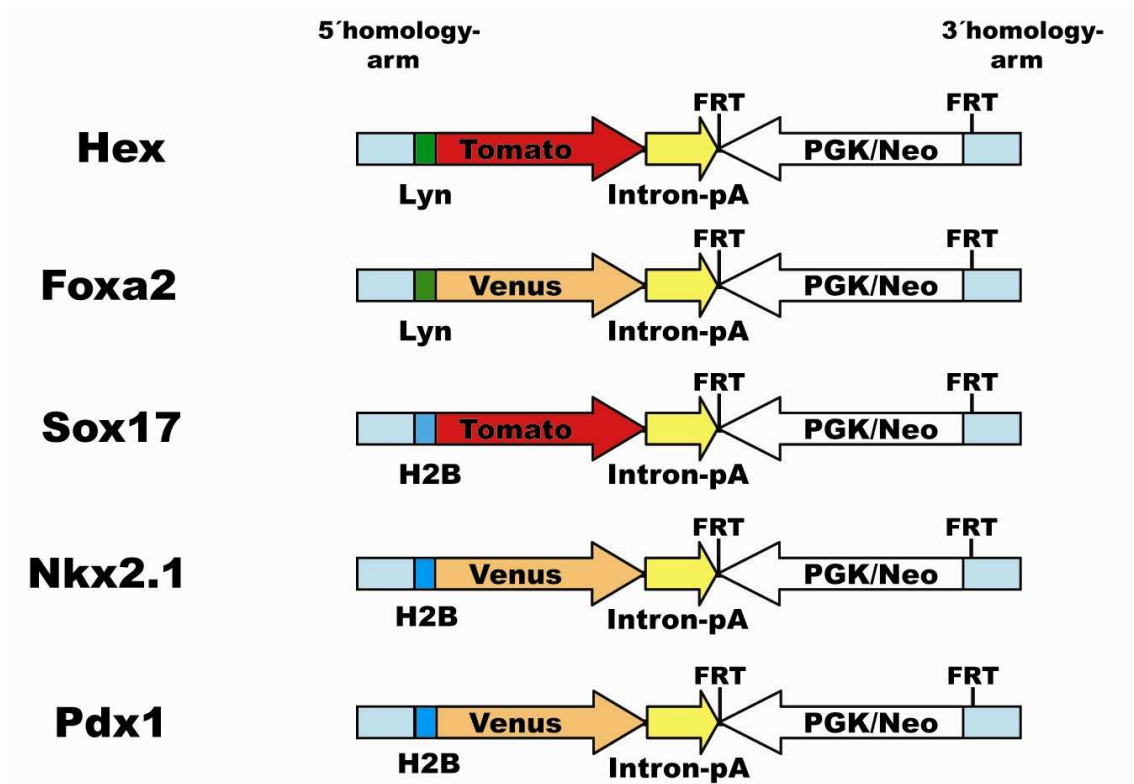 5´homology-
arm
3´homology-
arm
Hex
FRT
FRT
Tomato
PGK/Neo
Lyn
Intron-pA
Foxa2
FRT
FRT
Venus
PGK/Neo
Lyn
Intron-pA
Sox17
FRT
FRT
Tomato
PGK/Neo
H2B
Intron-pA
Nkx2.1
FRT
FRT
Venus
PGK/Neo
H2B
Intron-pA
Pdx1
FRT
FRT
Venus
PGK/Neo
H2B
Intron-pA